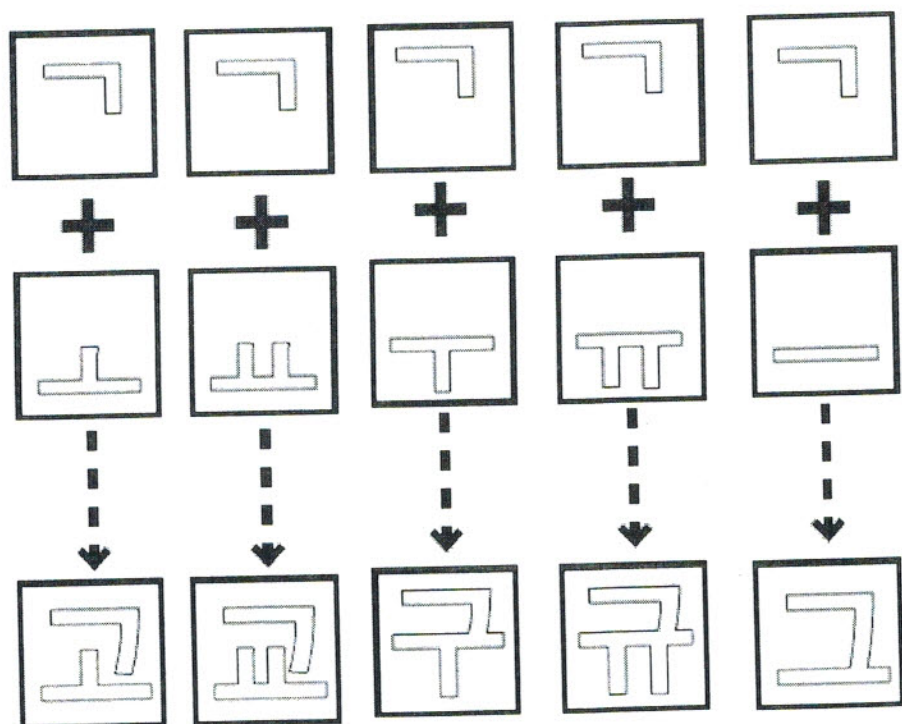 ㄱ ㄱ ㄱ ㄱ ㄱ
+ + + + +
ㅗ ㅛ ㅜ ㅠ ㅡ
고 교 구 규 그